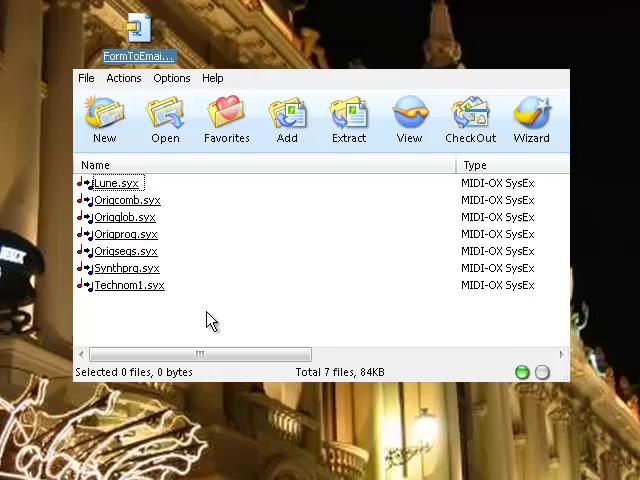 FormToEmai...
File Actions Options Help
New Open Favorites Add Extract View CheckOut Wizard
Name Type
Lune.syx MIDI-OX SysEx
Origcomb.syx MIDI-OX SysEx
Origglob.syx MIDI-OX SysEx
Origprog.syx MIDI-OX SysEx
Origseqs.syx MIDI-OX SysEx
Synthprg.syx MIDI-OX SysEx
Technom1.syx MIDI-OX SysEx
Selected 0 files, 0 bytes Total 7 files, 84KB